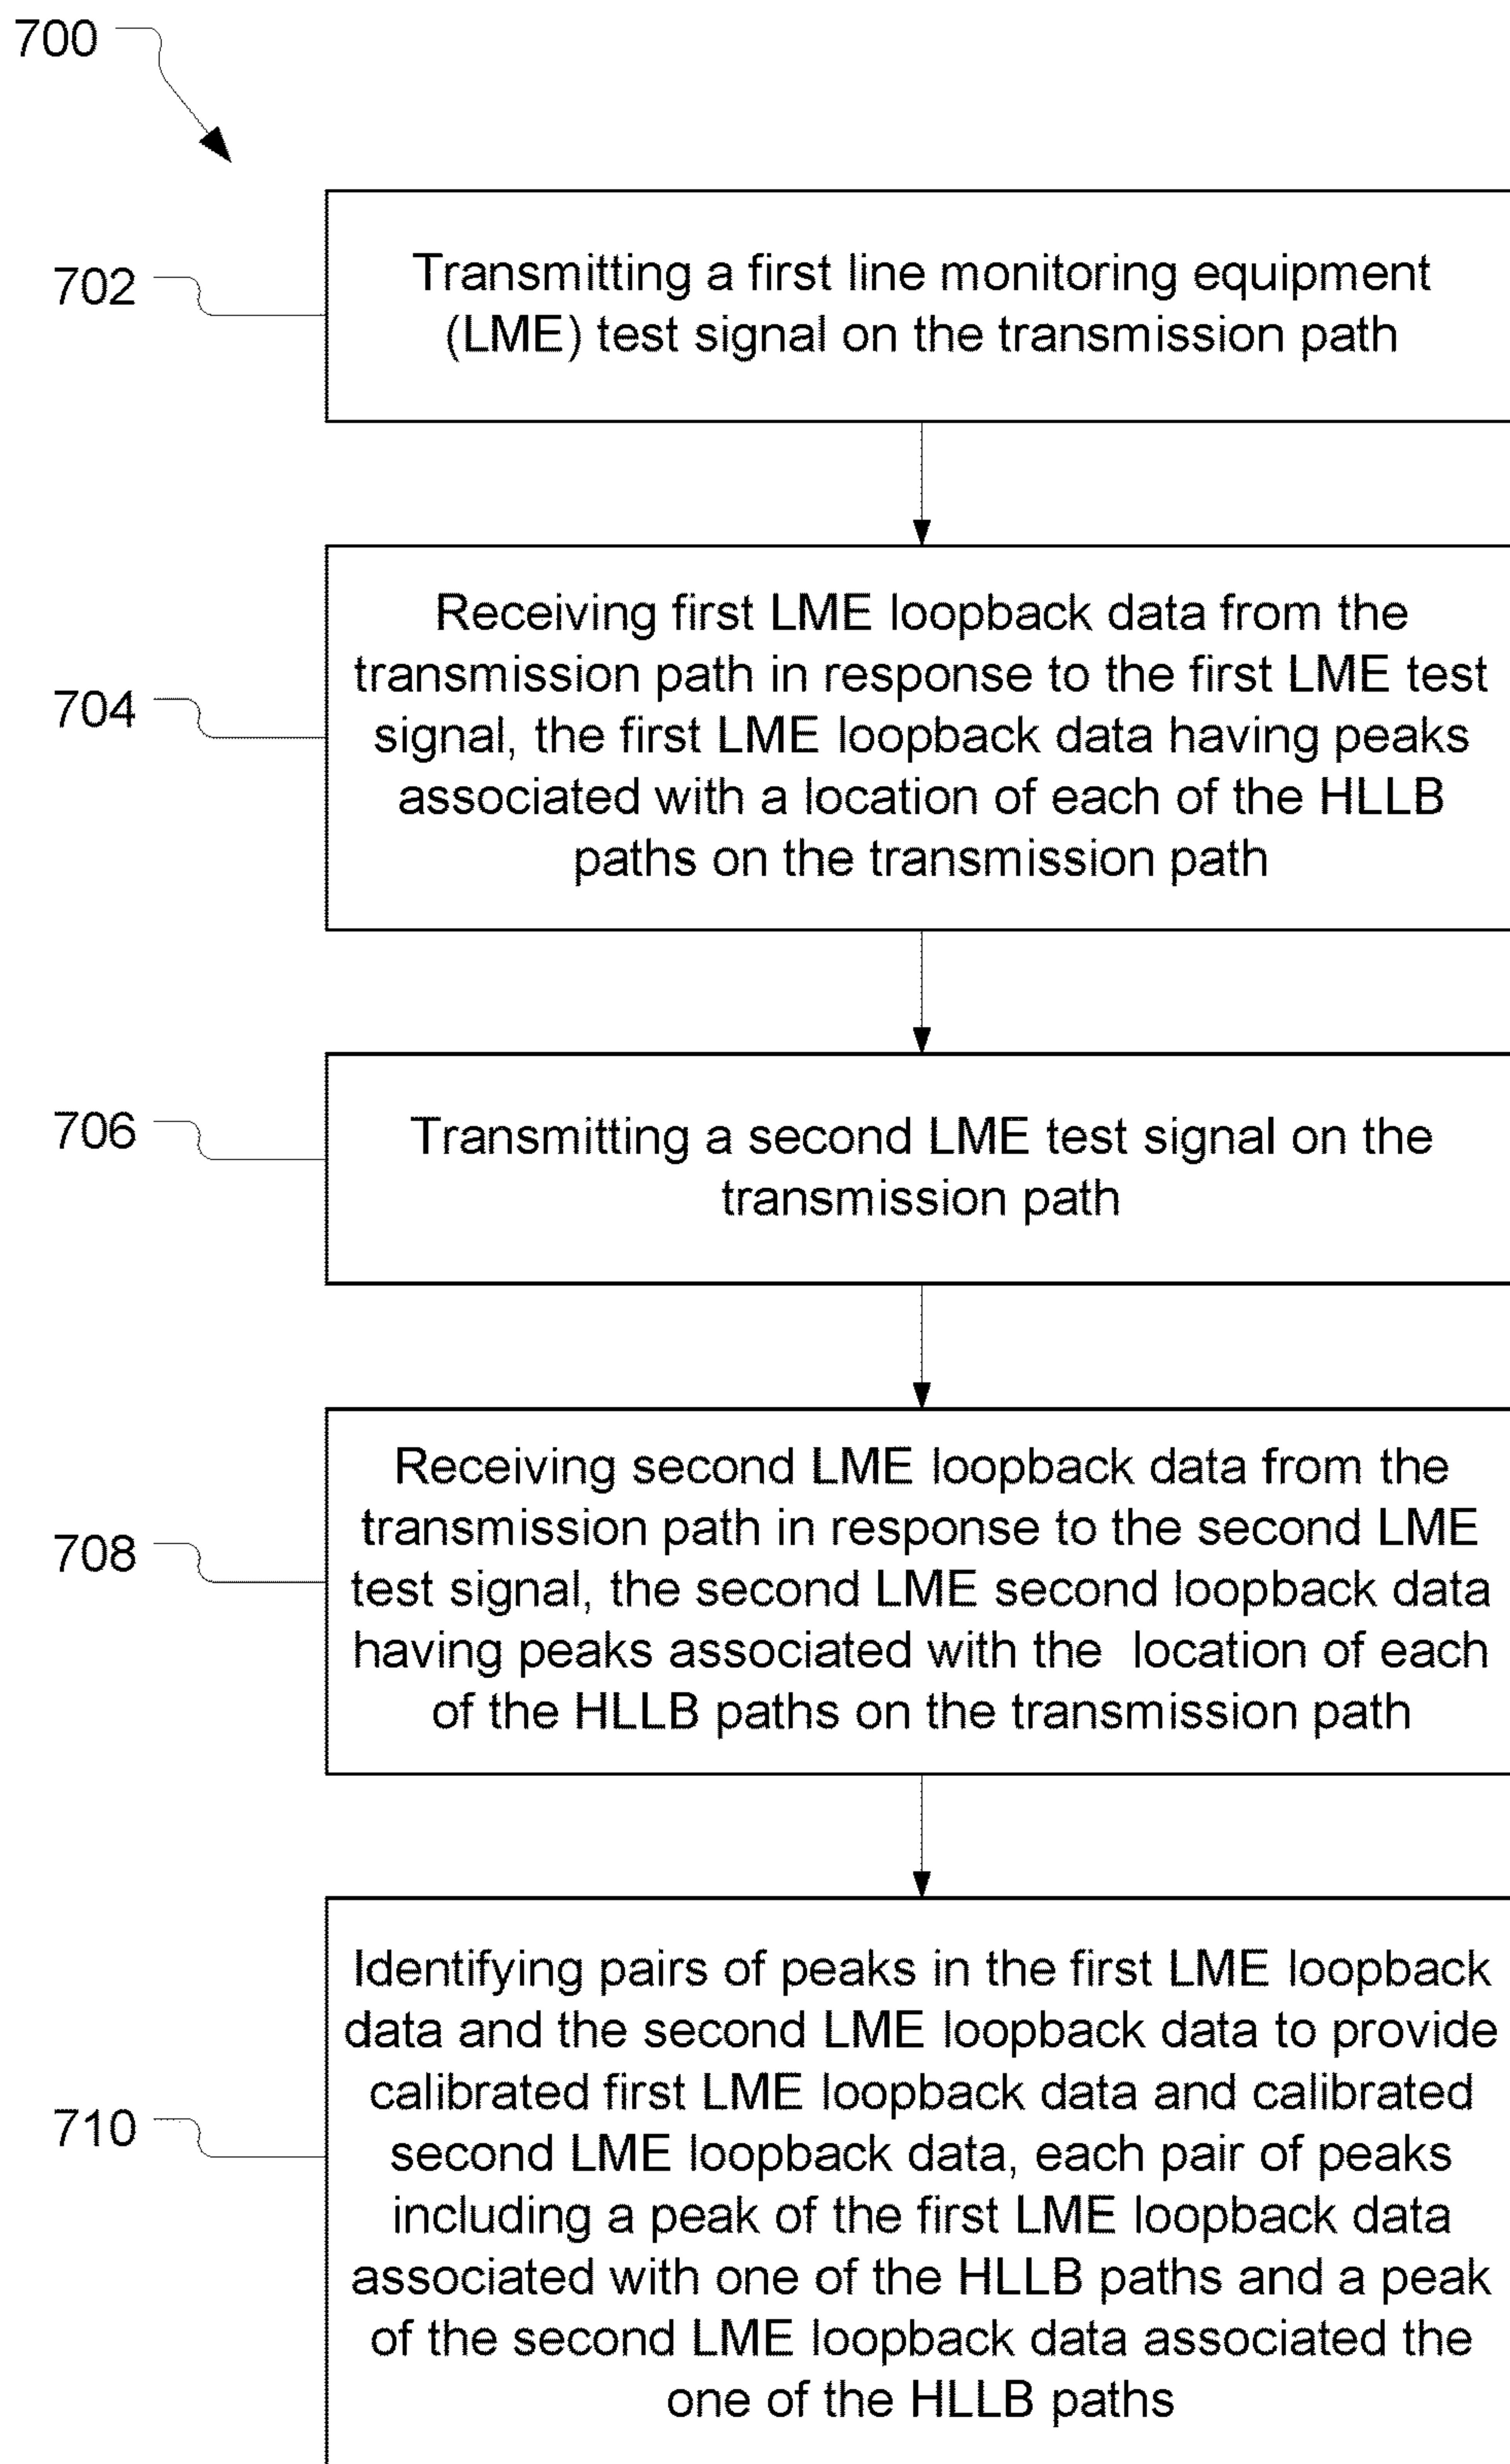 700
702
Transmitting a first line monitoring equipment
(LME) test signal on the transmission path
704
Receiving first LME loopback data from the
transmission path in response to the first LME test
signal, the first LME loopback data having peaks
associated with a location of each of the HLLB
paths on the transmission path
706
Transmitting a second LME test signal on the
transmission path
708
Receiving second LME loopback data from the
transmission path in response to the second LME
test signal, the second LME second loopback data
having peaks associated with the location of each
of the HLLB paths on the transmission path
710
Identifying pairs of peaks in the first LME loopback
data and the second LME loopback data to provide
calibrated first LME loopback data and calibrated
second LME loopback data, each pair of peaks
including a peak of the first LME loopback data
associated with one of the HLLB paths and a peak
of the second LME loopback data associated the
one of the HLLB paths